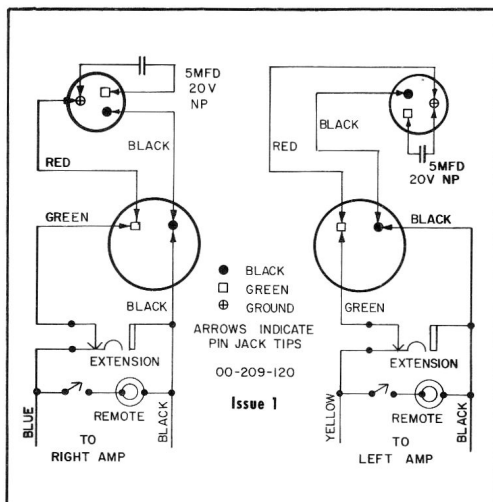 5MFD
20V
NP
RED
BLACK
GREEN
BLACK
EXTENSION
REMOTE
BLUE
BLACK
TO
RIGHT AMP
● BLACK
□ GREEN
⊕ GROUND
ARROWS INDICATE
PIN JACK TIPS
00-209-120
Issue 1
RED
BLACK
5MFD
20V NP
BLACK
GREEN
EXTENSION
REMOTE
YELLOW
BLACK
TO
LEFT AMP